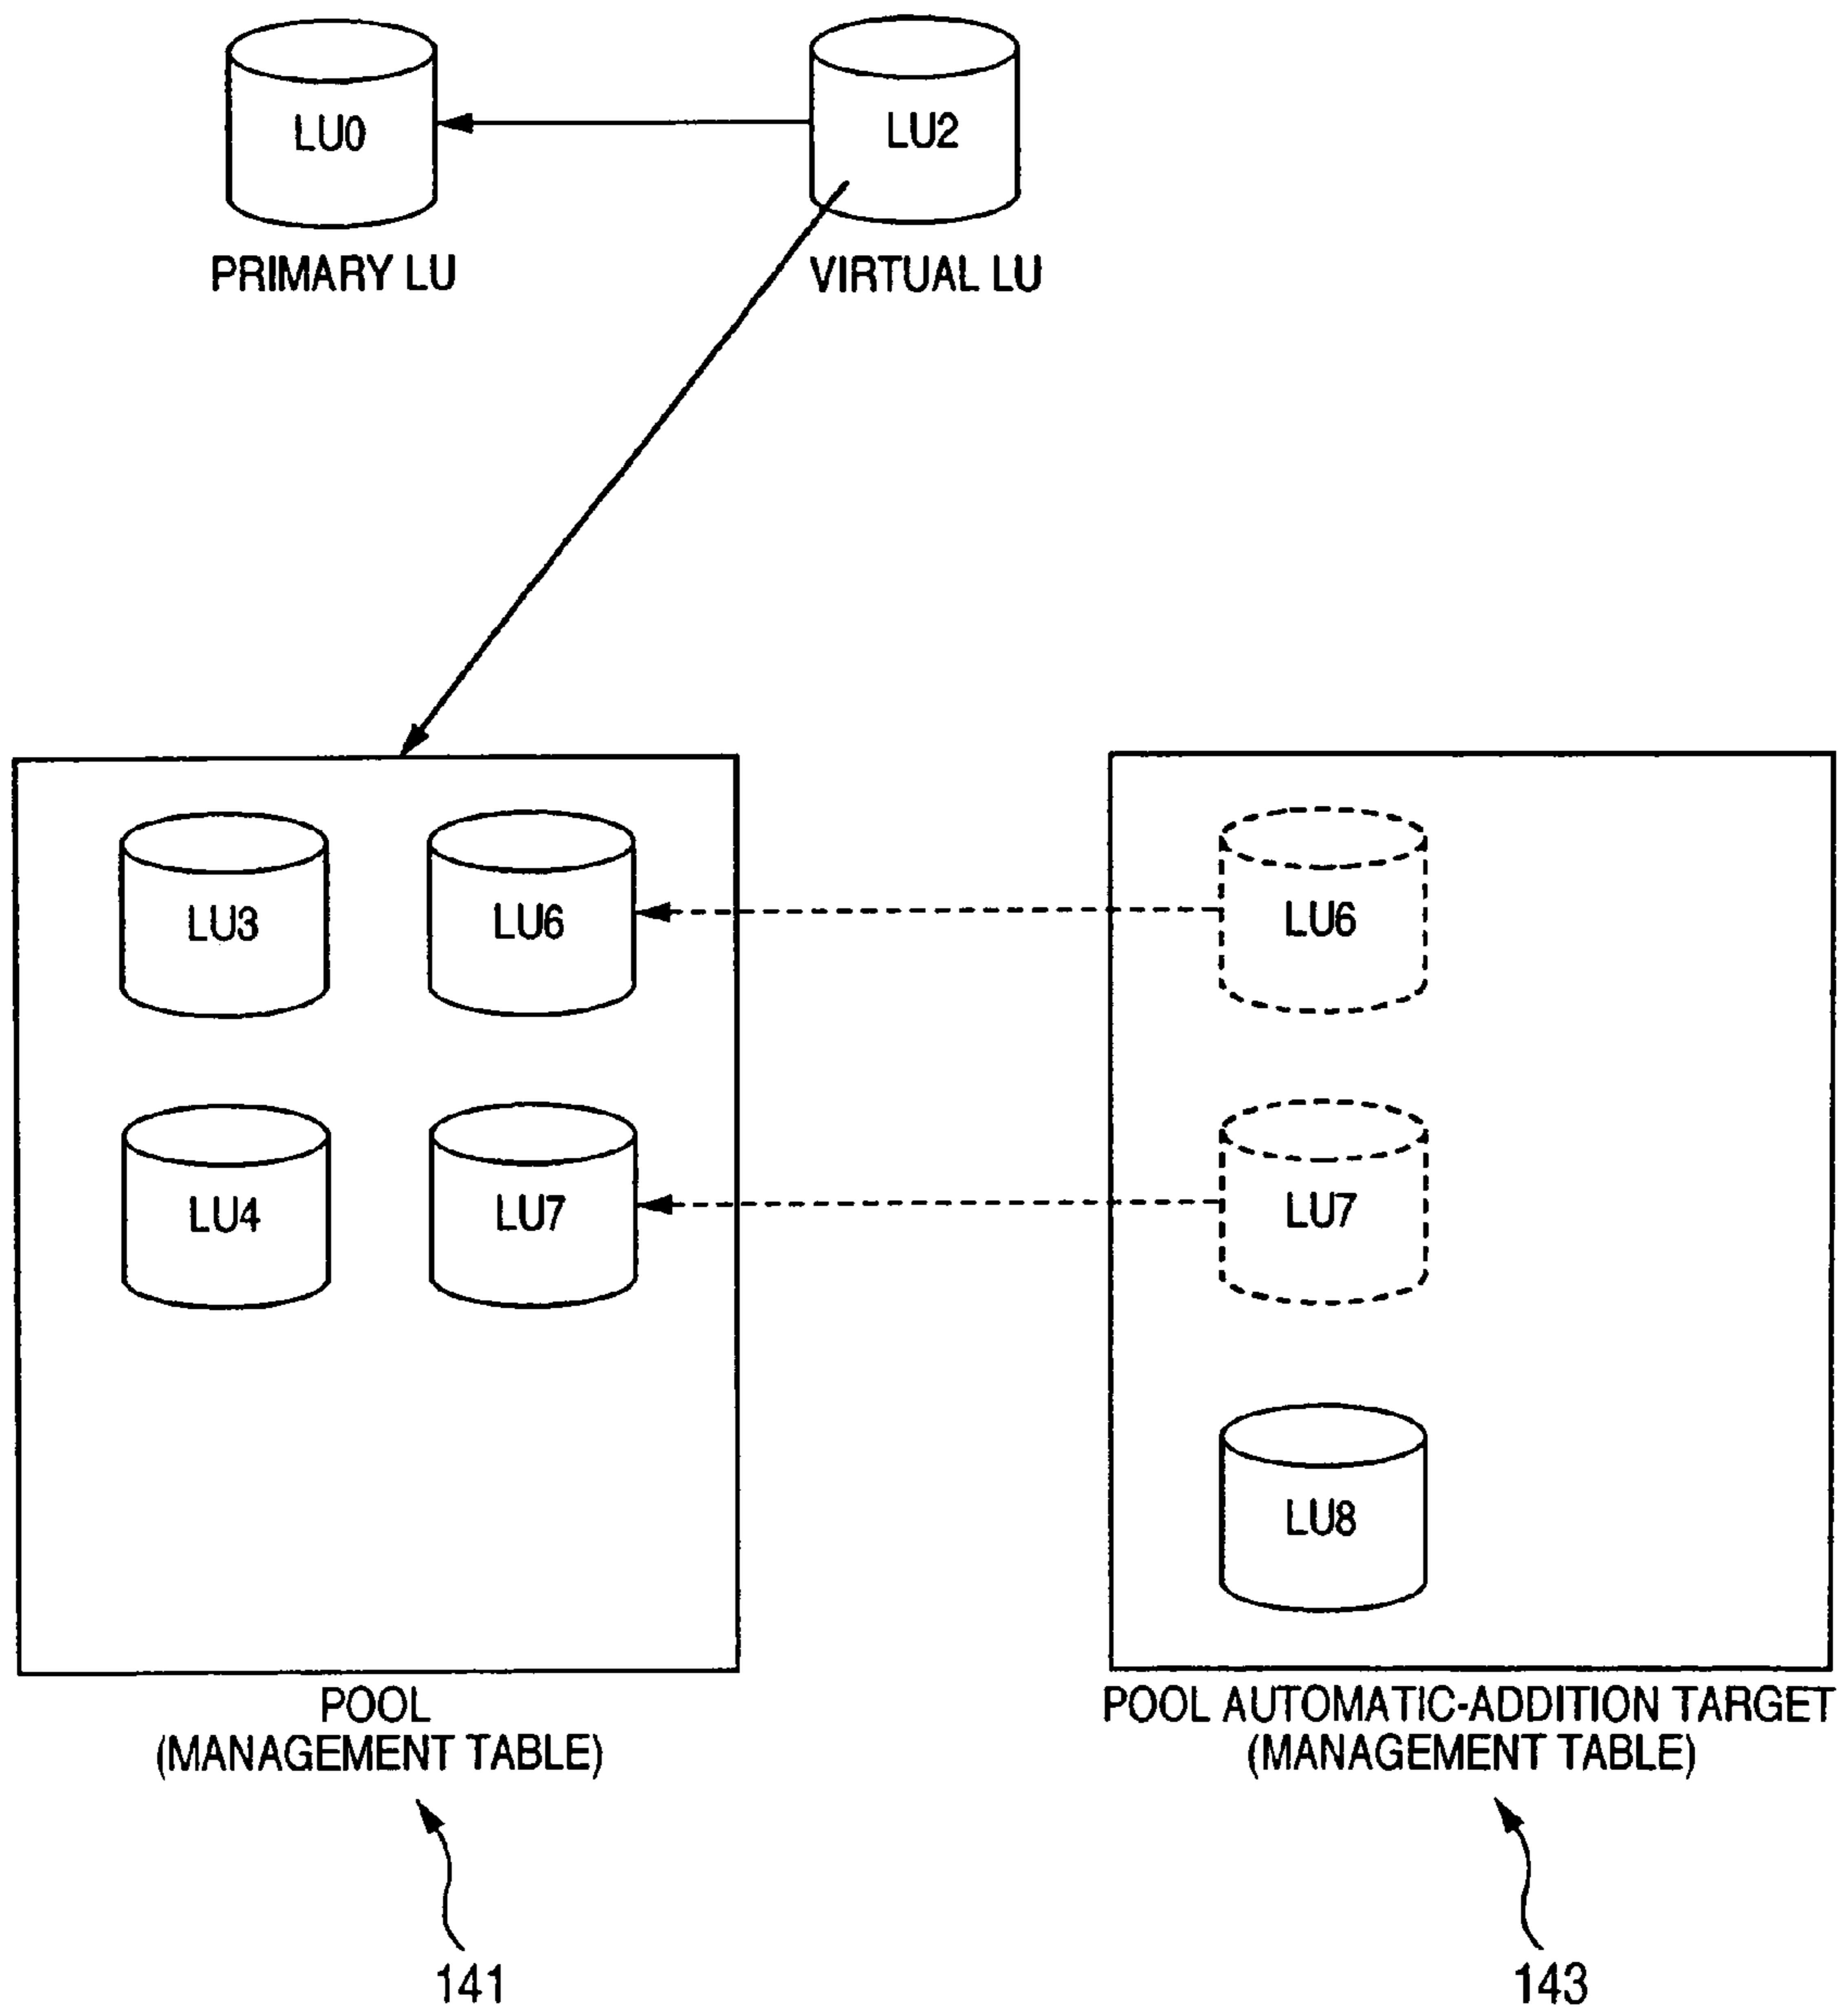 LU0
LU2
PRIMARY LU
VIRTUAL LU
LU3
LU6
LU6
LU4
LU7
LU7
LU8
POOL
(MANAGEMENT TABLE)
POOL AUTOMATIC-ADDITION TARGET
(MANAGEMENT TABLE)
141
143